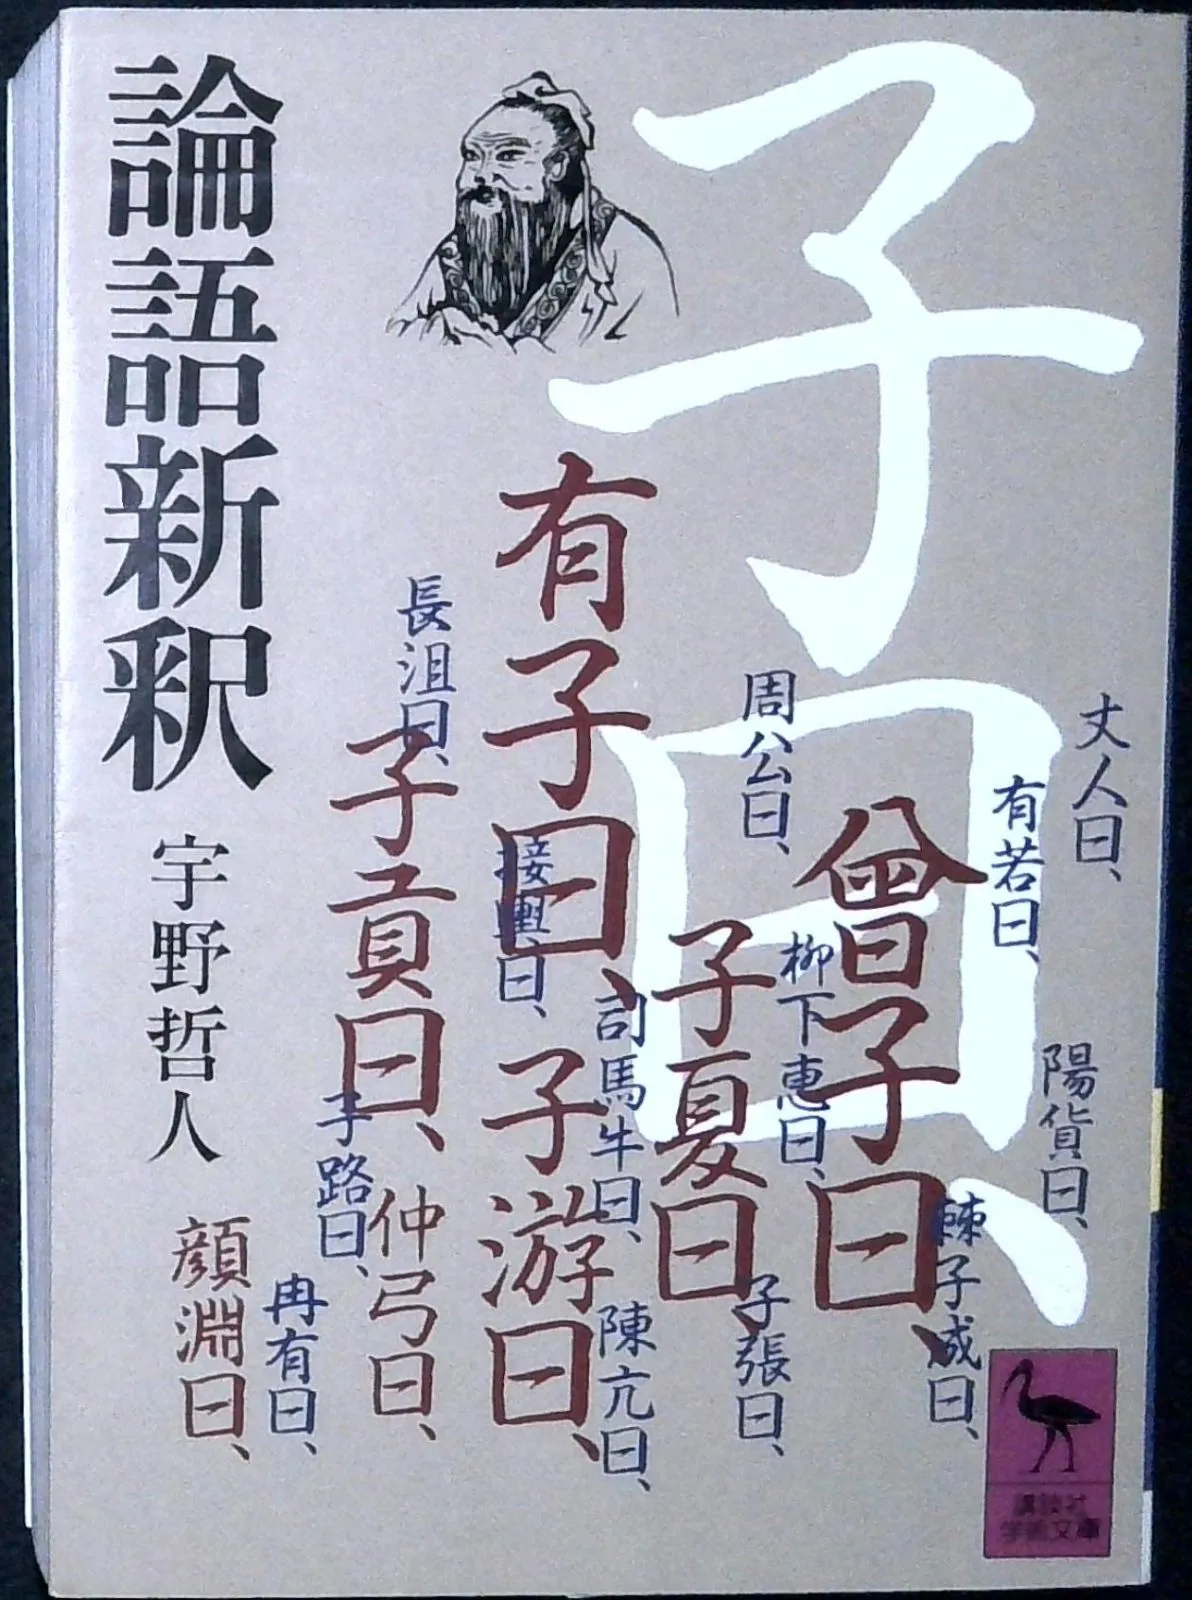 論語新釈
宇野哲人
子曰、
丈人曰、
有若曰、
陽貨曰、
曾子曰、
棘子成曰、
周公曰、
柳下恵曰、
子夏曰、
子張曰、
有子曰、
接輿曰、
司馬牛曰、
子游曰、
陳亢曰、
長沮曰、
子貢曰、
子路曰、
仲弓曰、
冉有曰、
顔淵曰、
講談社
学術文庫